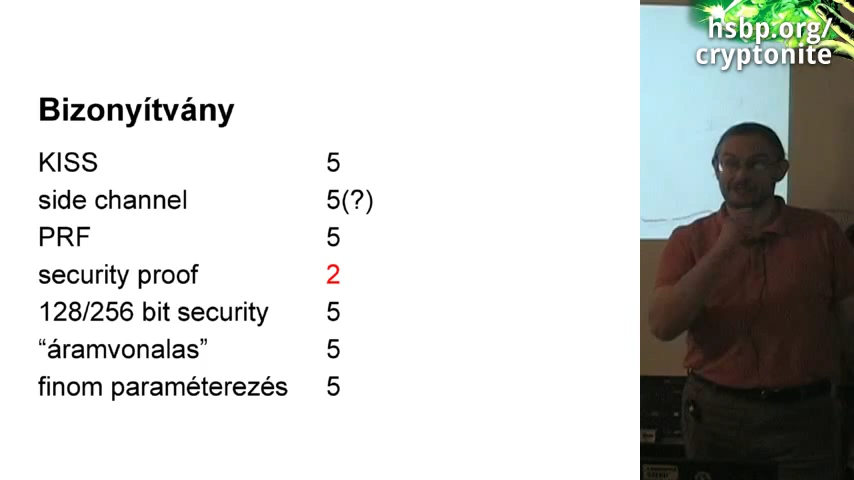 hsbp.org/
cryptonite
Bizonyítvány
KISS 5
side channel 5(?)
PRF 5
security proof 2
128/256 bit security 5
“áramvonalas” 5
finom paraméterezés 5